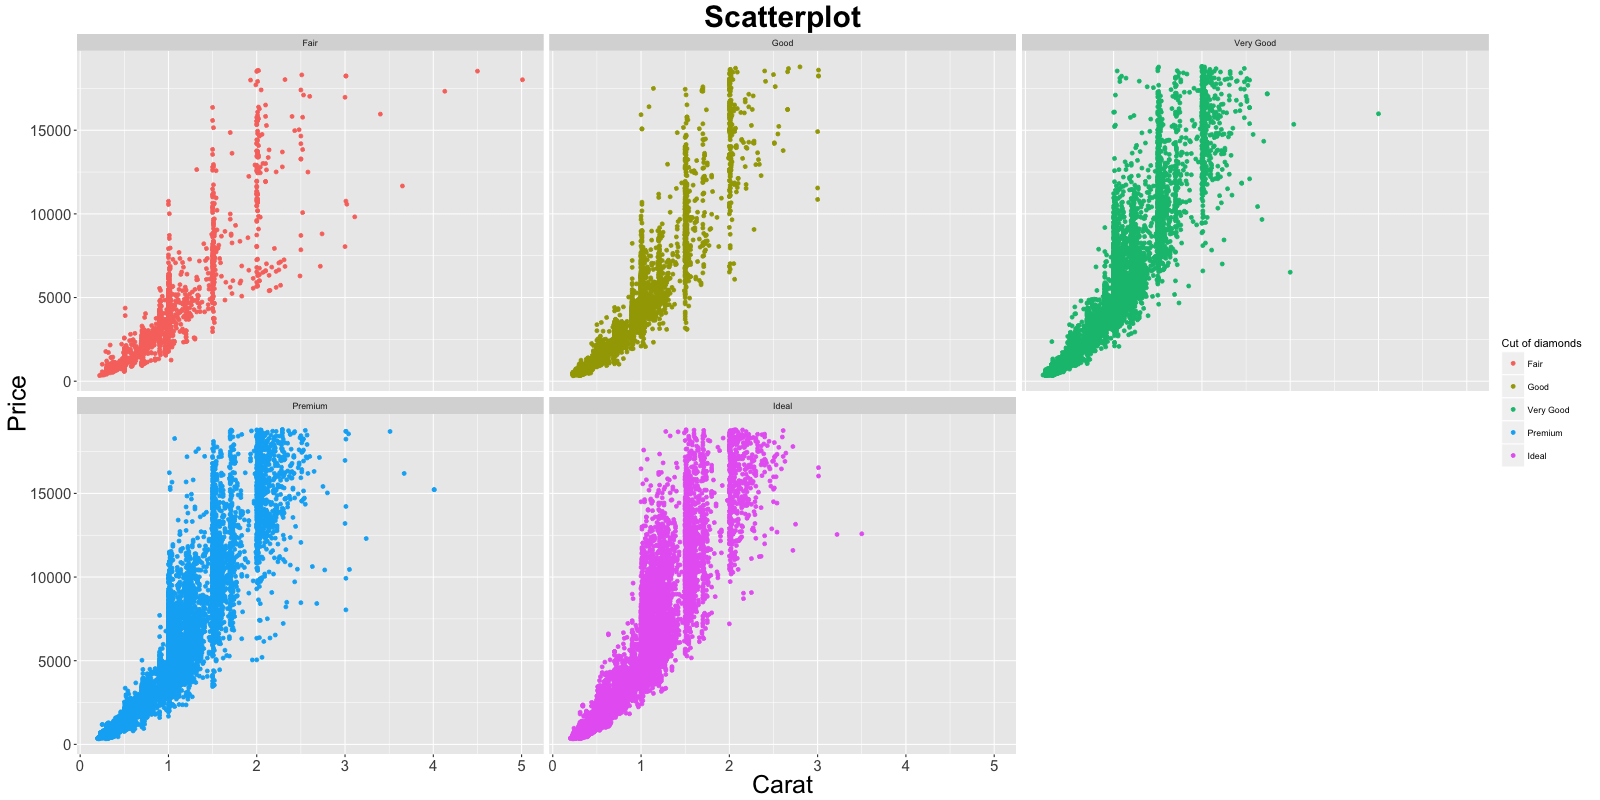 Scatterplot
Fair
Good
Very Good
15000
10000
5000
0
Price
Premium
Ideal
15000
10000
5000
0
0 1 2 3 4 5
0 1 2 3 4 5
Carat
Cut of diamonds
Fair
Good
Very Good
Premium
Ideal